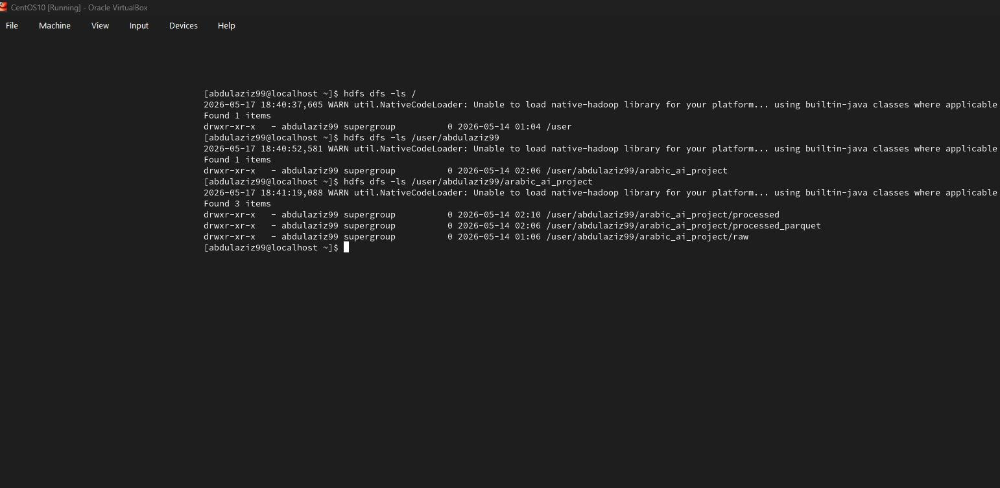 CentOS10 [Running] - Oracle VirtualBox
File Machine View Input Devices Help
[abdulaziz99@localhost ~]$ hdfs dfs -ls /
2026-05-17 18:40:37,605 WARN util.NativeCodeLoader: Unable to load native-hadoop library for your platform... using builtin-java classes where applicable
Found 1 items
drwxr-xr-x   - abdulaziz99 supergroup          0 2026-05-14 01:04 /user
[abdulaziz99@localhost ~]$ hdfs dfs -ls /user/abdulaziz99
2026-05-17 18:40:52,581 WARN util.NativeCodeLoader: Unable to load native-hadoop library for your platform... using builtin-java classes where applicable
Found 1 items
drwxr-xr-x   - abdulaziz99 supergroup          0 2026-05-14 02:06 /user/abdulaziz99/arabic_ai_project
[abdulaziz99@localhost ~]$ hdfs dfs -ls /user/abdulaziz99/arabic_ai_project
2026-05-17 18:41:19,088 WARN util.NativeCodeLoader: Unable to load native-hadoop library for your platform... using builtin-java classes where applicable
Found 3 items
drwxr-xr-x   - abdulaziz99 supergroup          0 2026-05-14 02:10 /user/abdulaziz99/arabic_ai_project/processed
drwxr-xr-x   - abdulaziz99 supergroup          0 2026-05-14 02:06 /user/abdulaziz99/arabic_ai_project/processed_parquet
drwxr-xr-x   - abdulaziz99 supergroup          0 2026-05-14 01:06 /user/abdulaziz99/arabic_ai_project/raw
[abdulaziz99@localhost ~]$